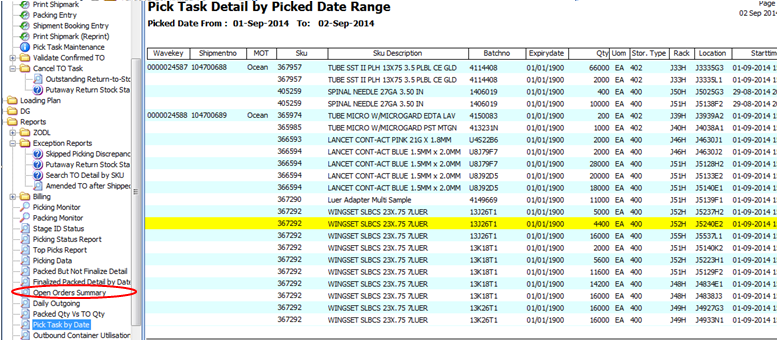 Print Shipmark
Packing Entry
Shipment Booking Entry
Print Shipmark (Reprint)
Pick Task Maintenance
Validate Confirmed TO
Cancel TO Task
Outstanding Return-to-Sto
Putaway Return Stock Sta
Loading Plan
DG
Reports
ZODL
Exception Reports
Skipped Picking Discrepanc
Putaway Return Stock Sta
Search TO Detail by SKU
Amended TO after Shipped
Billing
Picking Monitor
Packing Monitor
Stage ID Status
Picking Status Report
Top Picks Report
Picking Data
Packed But Not Finalize Detail
Finalized Packed Detail by Date
Open Orders Summary
Daily Outgoing
Packed Qty Vs TO Qty
Pick Task by Date
Outbound Container Utilisation
Pick Task Detail by Picked Date Range
Page
02 Sep 2014
Picked Date From : 01-Sep-2014 To: 02-Sep-2014
Wavekey Shipmentno MOT Sku Sku Description Batchno Expirydate Qty Uom Stor. Type Rack Location Starttim
0000024587 104700688 Ocean 367957 TUBE SST II PLH 13X75 3.5 PLBL CE GLD 4114408 01/01/1900 66000 EA 402 J33H J3335G3 01-09-2014 1
367957 TUBE SST II PLH 13X75 3.5 PLBL CE GLD 4114408 01/01/1900 2000 EA 402 J33H J3335L1 01-09-2014 1
405259 SPINAL NEEDLE 27GA 3.50 IN 1406019 01/01/1900 400 EA 400 J50H J5025G3 29-08-2014
405259 SPINAL NEEDLE 27GA 3.50 IN 1406019 01/01/1900 10000 EA 400 J51H J5138F2 29-08-2014
0000024588 104700689 Ocean 365974 TUBE MICRO W/MICROGARD EDTA LAV 4150083 01/01/1900 200 EA 402 J39H J3939A2 01-09-2014 1
365985 TUBE MICRO W/MICROGARD PST MTGN 413231N 01/01/1900 1000 EA 402 J40H J4038A1 01-09-2014 1
366593 LANCET CONT-ACT PINK 21G X 1.8MM U4S22B6 01/01/1900 2000 EA 400 J46H J4630J1 01-09-2014 1
366594 LANCET CONT-ACT BLUE 1.5MM x 2.0MM U8J79F7 01/01/1900 2000 EA 400 J46H J4630G3 01-09-2014 1
366594 LANCET CONT-ACT BLUE 1.5MM x 2.0MM U8J79F7 01/01/1900 28000 EA 400 J51H J5128H2 01-09-2014 1
366594 LANCET CONT-ACT BLUE 1.5MM x 2.0MM U8J92D5 01/01/1900 20000 EA 400 J51H J5133E2 01-09-2014 1
366594 LANCET CONT-ACT BLUE 1.5MM x 2.0MM U8J92D5 01/01/1900 18000 EA 400 J51H J5140E1 01-09-2014 1
367290 Luer Adapter Multi Sample 4149669 01/01/1900 11000 EA 400 J51H J5139F1 01-09-2014 1
367292 WINGSET SLBCS 23X.75 7LUER 13J26T1 01/01/1900 5000 EA 400 J52H J5237H2 01-09-2014 1
367292 WINGSET SLBCS 23X.75 7LUER 13J26T1 01/01/1900 4400 EA 400 J52H J5240E2 01-09-2014 1
367292 WINGSET SLBCS 23X.75 7LUER 13J26T1 01/01/1900 16000 EA 400 J55H J5537L1 01-09-2014 1
367292 WINGSET SLBCS 23X.75 7LUER 13K18T1 01/01/1900 2000 EA 400 J51H J5140K2 01-09-2014 1
367292 WINGSET SLBCS 23X.75 7LUER 13K18T1 01/01/1900 5600 EA 400 J52H J5223H1 01-09-2014 1
367292 WINGSET SLBCS 23X.75 7LUER 13K18T1 01/01/1900 11600 EA 400 J51H J5129F2 01-09-2014 1
367292 WINGSET SLBCS 23X.75 7LUER 13K18T1 01/01/1900 14200 EA 400 J48H J4834E1 01-09-2014 1
367292 WINGSET SLBCS 23X.75 7LUER 13K18T1 01/01/1900 16000 EA 400 J48H J4838J3 01-09-2014 1
367292 WINGSET SLBCS 23X.75 7LUER 13K26T1 01/01/1900 16000 EA 400 J49H J4927G3 01-09-2014 1
367292 WINGSET SLBCS 23X.75 7LUER 13K26T1 01/01/1900 16000 EA 400 J49H J4933N1 01-09-2014 1